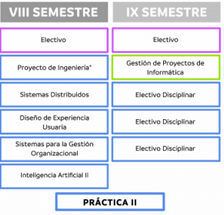 VIII SEMESTRE
IX SEMESTRE
Electivo
Electivo
Proyecto de Ingeniería*
Gestión de Proyectos de
Informática
Sistemas Distribuidos
Electivo Disciplinar
Diseño de Experiencia
Usuaria
Electivo Disciplinar
Sistemas para la Gestión
Organizacional
Electivo Disciplinar
Inteligencia Artificial II
PRÁCTICA II